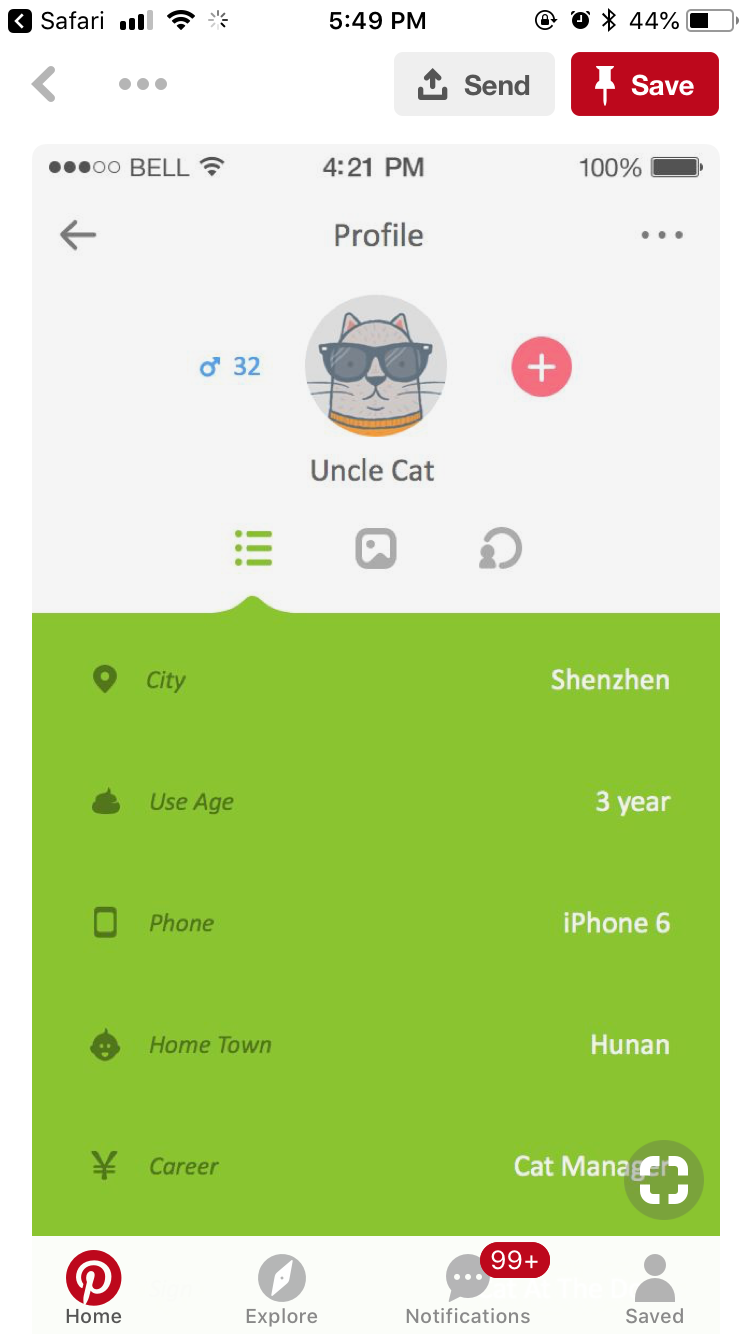 Safari 5:49 PM 44%
Send Save
BELL 4:21 PM 100%
Profile
32
Uncle Cat
City Shenzhen
Use Age 3 year
Phone iPhone 6
Home Town Hunan
¥ Career Cat Manager
99+
Home Explore Notifications Saved